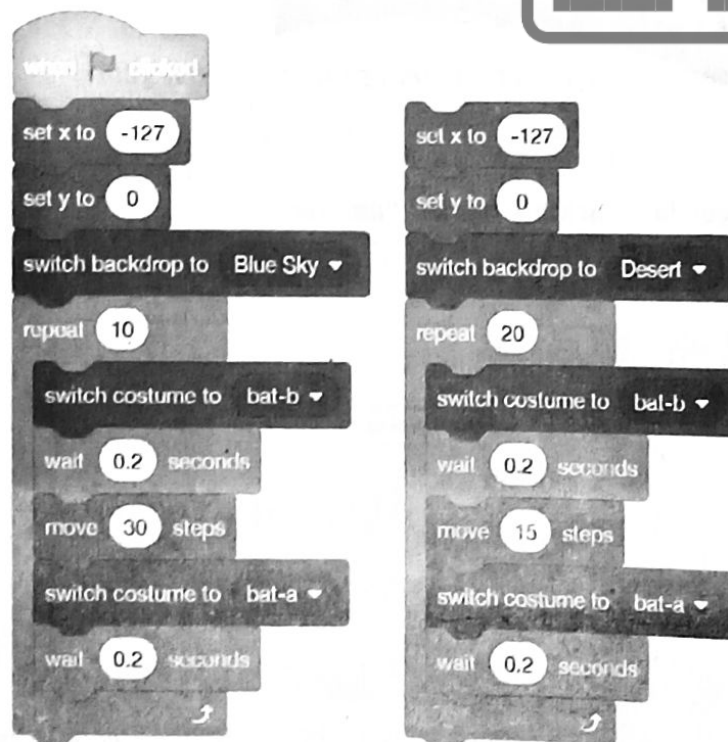 when clicked
set x to -127
set y to 0
switch backdrop to Blue Sky
repeat 10
switch costume to bat-b
wait 0.2 seconds
move 30 steps
switch costume to bat-a
wait 0.2 seconds
set x to -127
set y to 0
switch backdrop to Desert
repeat 20
switch costume to bat-b
wait 0.2 seconds
move 15 steps
switch costume to bat-a
wait 0.2 seconds